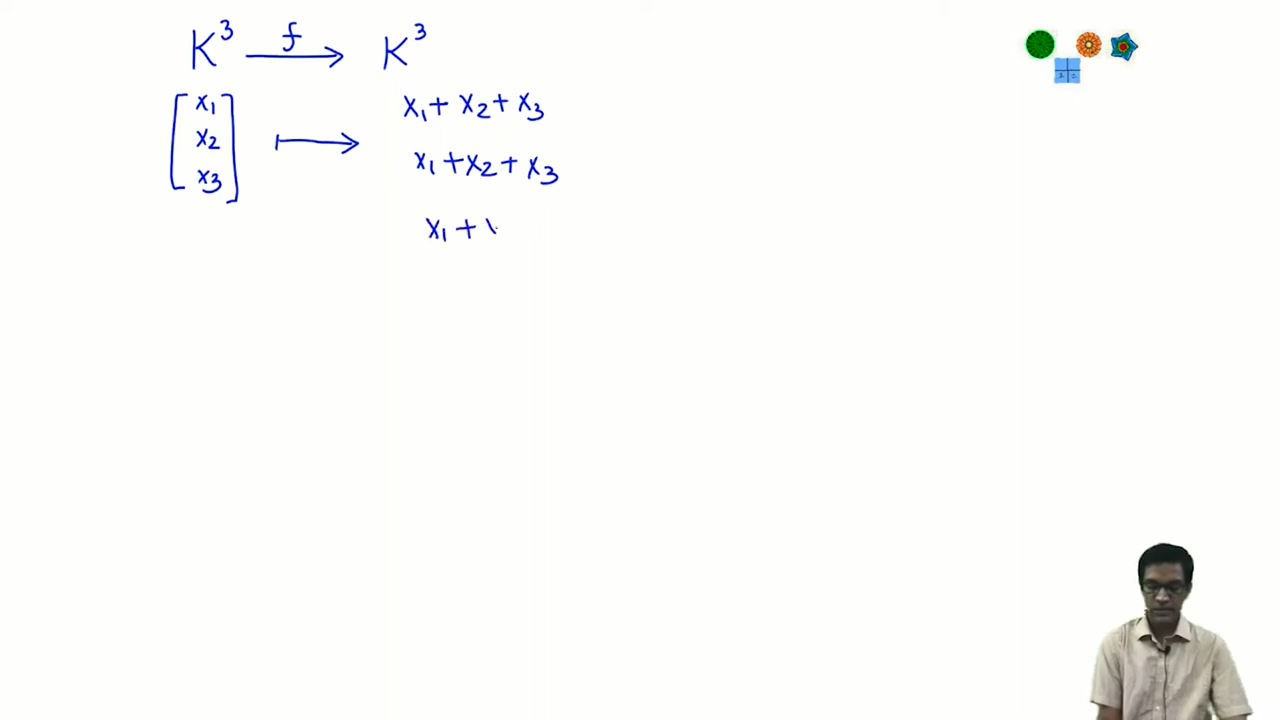 K³ f K³
x₁ x₁ + x₂ + x₃
x₂ x₁ + x₂ + x₃
x₃
x₁ +